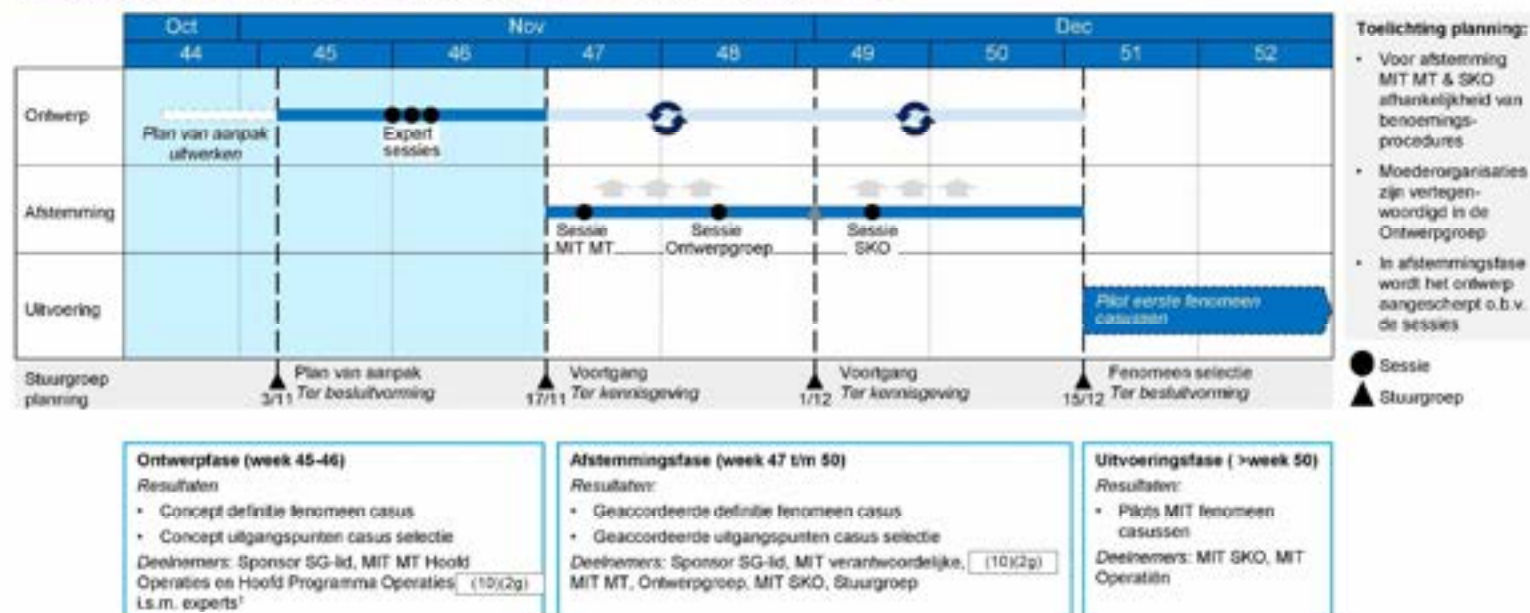 Oct Nov Dec
44 45 46 47 48 49 50 51 52
Ontwerp
Plan van aanpak
uitwerken
Expert
sessies
Afstemming
Sessie
MIT MT
Sessie
Ontwerpgroep
Sessie
SKO
Uitvoering
Pilot eerste fenomeen
casussen
Stuurgroep
planning
3/11
Plan van aanpak
Ter besluitvorming
17/11
Voortgang
Ter kennisgeving
1/12
Voortgang
Ter kennisgeving
15/12
Fenomeen selectie
Ter besluitvorming
Toelichting planning:
• Voor afstemming
MIT MT & SKO
afhankelijkheid van
benoemings-
procedures
• Moederorganisaties
zijn vertegen-
woordigd in de
Ontwerpgroep
• In afstemmingsfase
wordt het ontwerp
aangescherpt o.b.v.
de sessies
Sessie
Stuurgroep
Ontwerpfase (week 45-46)
Resultaten
• Concept definitie fenomeen casus
• Concept uitgangspunten casus selectie
Deelnemers: Sponsor SG-lid, MIT MT Hoofd
Operaties en Hoofd Programma Operaties (10)(2g)
i.s.m. experts¹
Afstemmingsfase (week 47 t/m 50)
Resultaten:
• Geaccordeerde definitie fenomeen casus
• Geaccordeerde uitgangspunten casus selectie
Deelnemers: Sponsor SG-lid, MIT verantwoordelijke, (10)(2g)
MIT MT, Ontwerpgroep, MIT SKO, Stuurgroep
Uitvoeringsfase ( >week 50)
Resultaten:
• Pilots MIT fenomeen
casussen
Deelnemers: MIT SKO, MIT
Operatiën